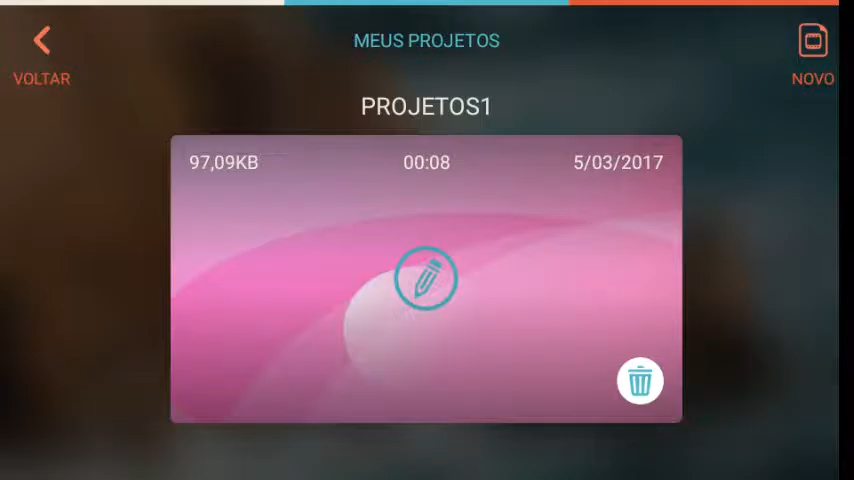 MEUS PROJETOS
VOLTAR
NOVO
PROJETOS1
97,09KB 00:08 5/03/2017